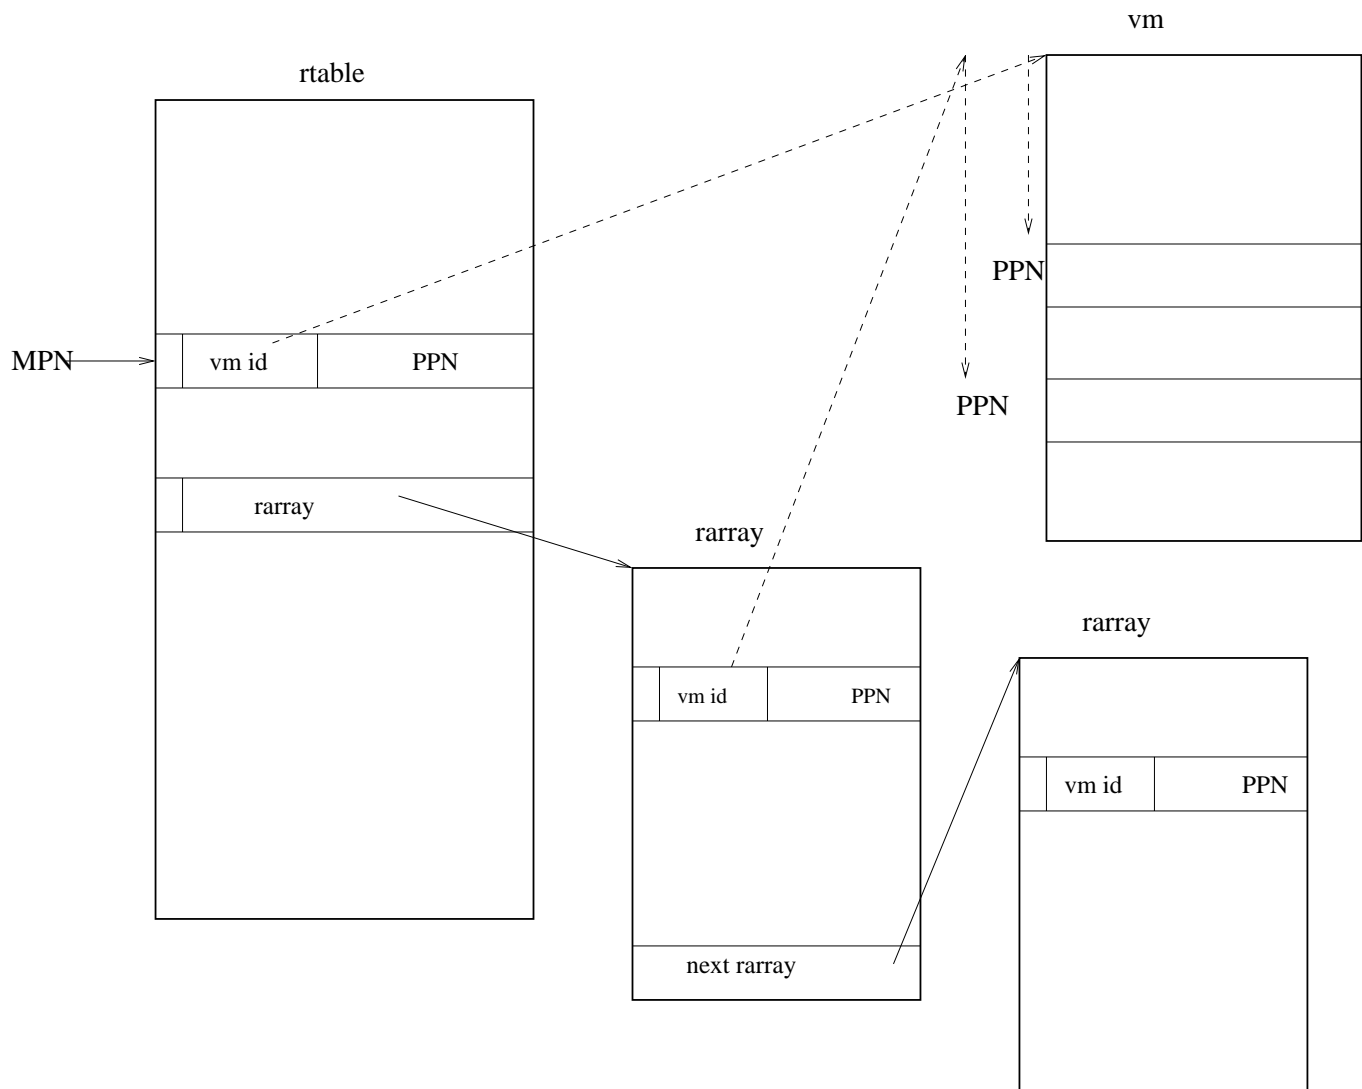 vm
rtable
PPN
MPN
vm id
PPN
PPN
rarray
rarray
rarray
vm id
PPN
vm id
PPN
next rarray